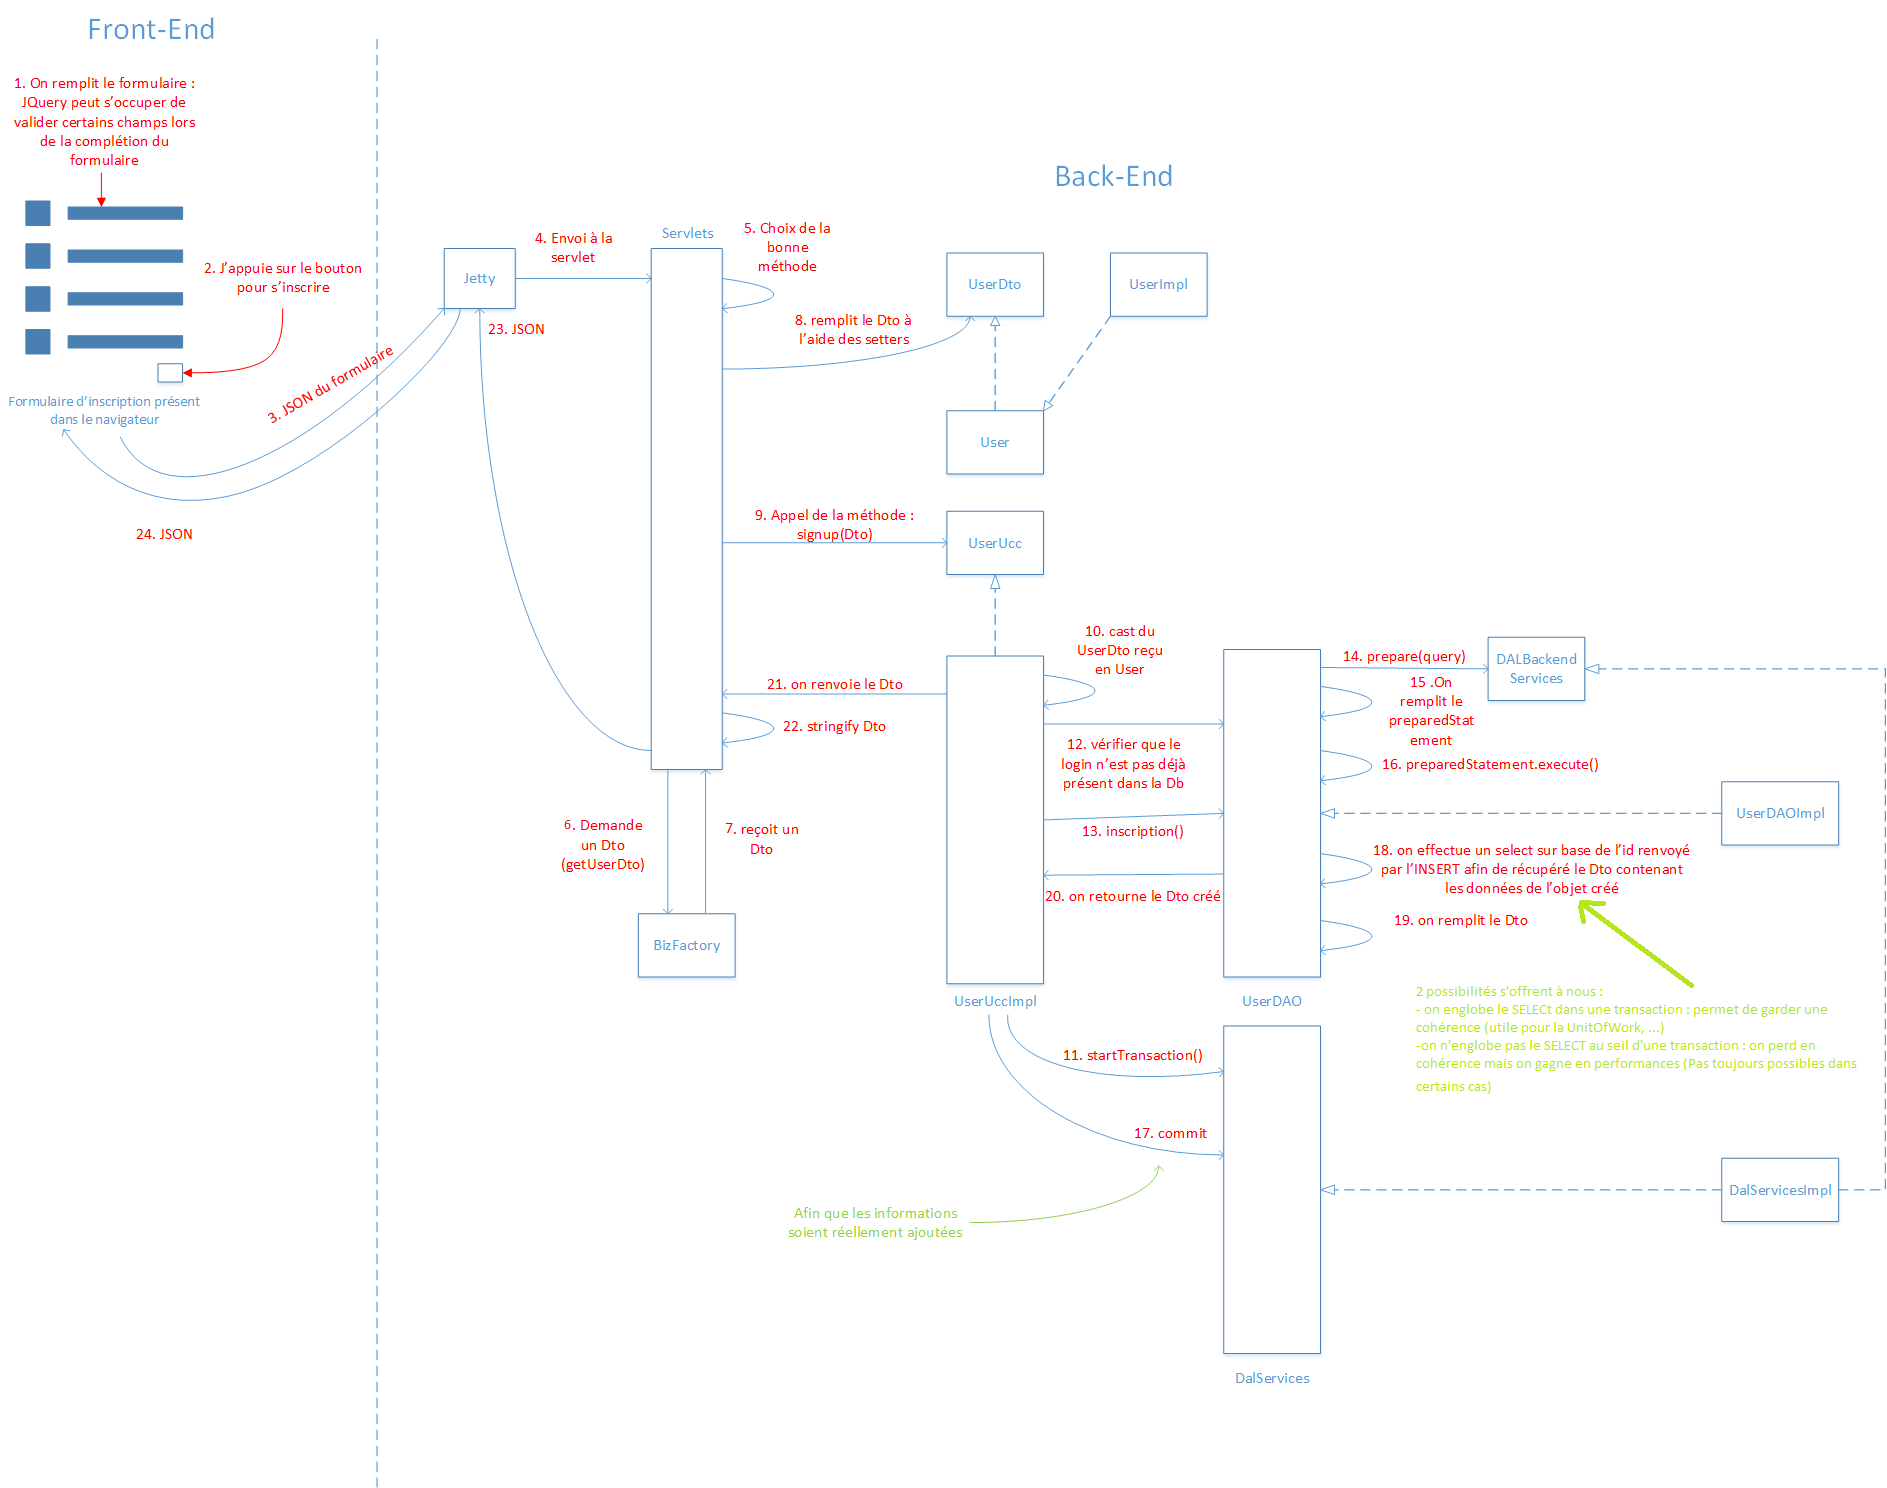 Front-End
1. On remplit le formulaire :
JQuery peut s’occuper de
valider certains champs lors
de la complétion du
formulaire
2. J’appuie sur le bouton
pour s’inscrire
Formulaire d’inscription présent
dans le navigateur
3. JSON du formulaire
24. JSON
Back-End
Jetty
4. Envoi à la
servlet
23. JSON
Servlets
5. Choix de la
bonne
méthode
8. remplit le Dto à
l’aide des setters
UserDto
UserImpl
User
9. Appel de la méthode :
signup(Dto)
UserUcc
10. cast du
UserDto reçu
en User
21. on renvoie le Dto
22. stringify Dto
12. vérifier que le
login n’est pas déjà
présent dans la Db
13. inscription()
20. on retourne le Dto créé
14. prepare(query)
DALBackend
Services
15 .On
remplit le
preparedStat
ement
16. preparedStatement.execute()
UserDAOImpl
18. on effectue un select sur base de l’id renvoyé
par l’INSERT afin de récupéré le Dto contenant
les données de l’objet créé
19. on remplit le Dto
6. Demande
un Dto
(getUserDto)
7. reçoit un
Dto
BizFactory
UserUccImpl
UserDAO
2 possibilités s'offrent à nous :
- on englobe le SELECt dans une transaction : permet de garder une
cohérence (utile pour la UnitOfWork, ...)
-on n'englobe pas le SELECT au seil d'une transaction : on perd en
cohérence mais on gagne en performances (Pas toujours possibles dans
certains cas)
11. startTransaction()
17. commit
Afin que les informations
soient réellement ajoutées
DalServicesImpl
DalServices